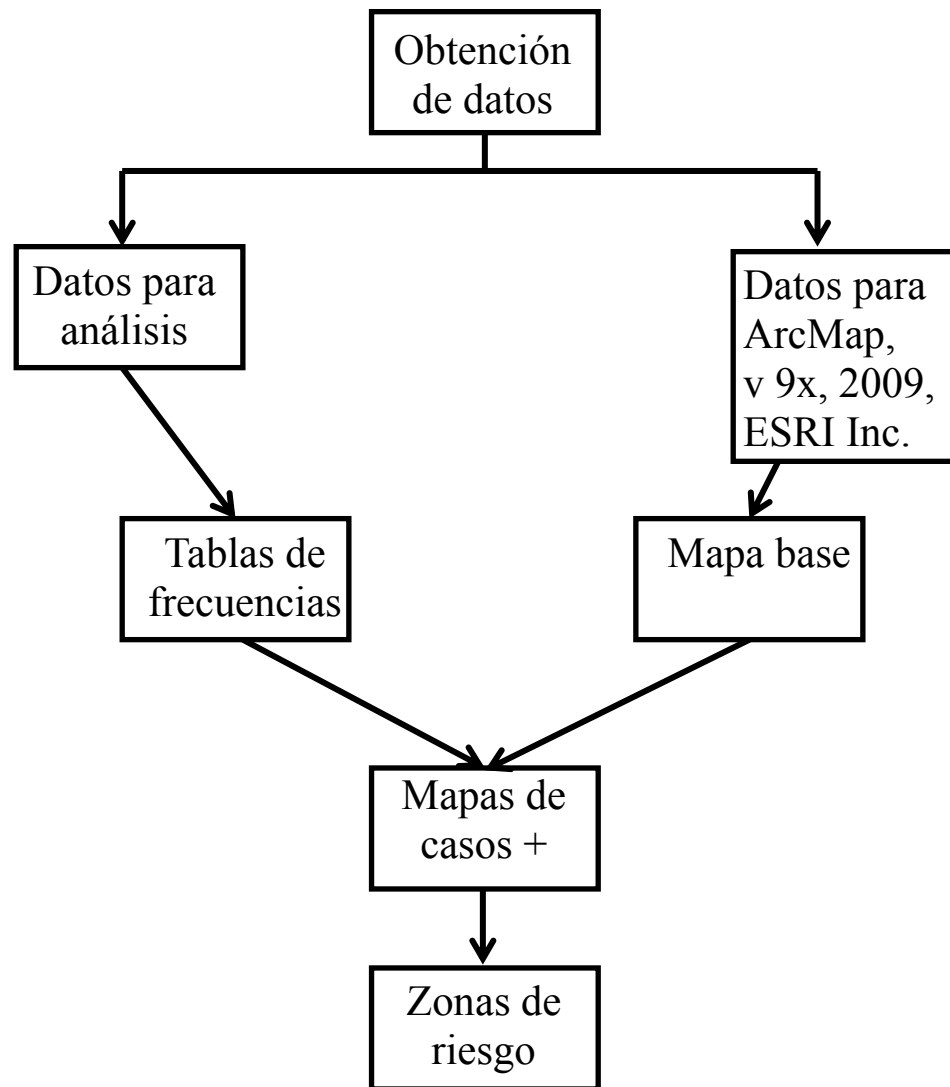 Obtención
de datos
Datos para
análisis
Datos para
ArcMap,
v 9x, 2009,
ESRI Inc.
Tablas de
frecuencias
Mapa base
Mapas de
casos +
Zonas de
riesgo